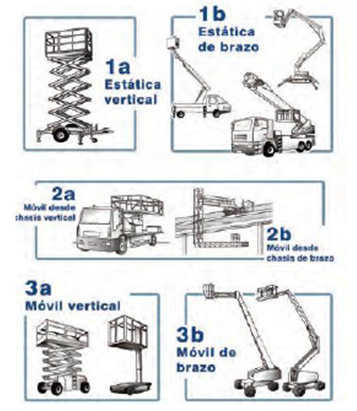 1a
Estática
vertical
1b
Estática
de brazo
2a
Móvil desde
chasis vertical
2b
Móvil desde
chasis de brazo
3a
Móvil vertical
3b
Móvil de
brazo